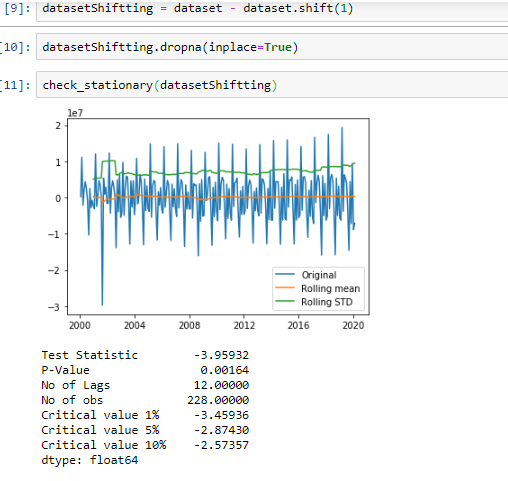 [9]: datasetShiftting = dataset - dataset.shift(1)
[10]: datasetShiftting.dropna(inplace=True)
[11]: check_stationary(datasetShiftting)
1e7
2
1
0
−1
−2
−3
2000 2004 2008 2012 2016 2020
Original
Rolling mean
Rolling STD
Test Statistic -3.95932
P-Value 0.00164
No of Lags 12.00000
No of obs 228.00000
Critical value 1% -3.45936
Critical value 5% -2.87430
Critical value 10% -2.57357
dtype: float64